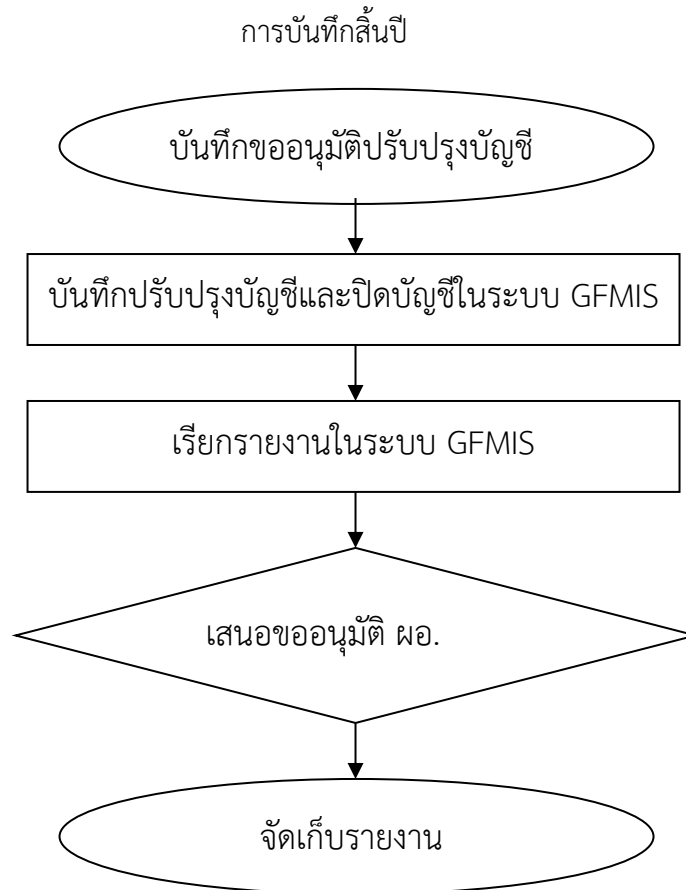 การบันทึกสิ้นปี
บันทึกขออนุมัติปรับปรุงบัญชี
บันทึกปรับปรุงบัญชีและปิดบัญชีในระบบ GFMIS
เรียกรายงานในระบบ GFMIS
เสนอขออนุมัติ ผอ.
จัดเก็บรายงาน